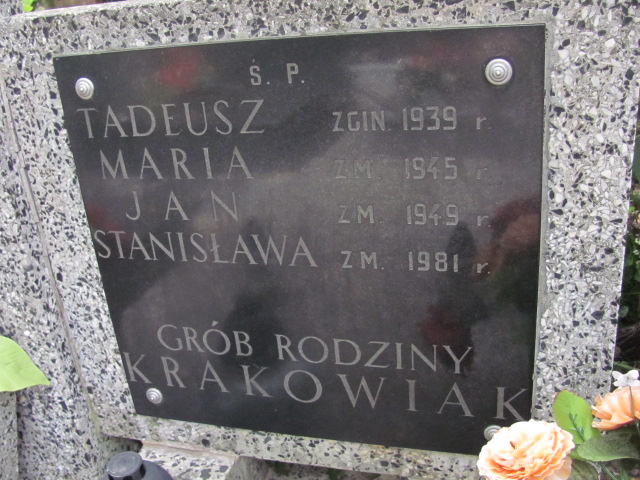 Ś. P.
TADEUSZ ZGIN. 1939 r.
MARIA ZM. 1945 r.
JAN ZM. 1949 r.
STANISŁAWA ZM. 1981 r.
GRÓB RODZINY
KRAKOWIAK